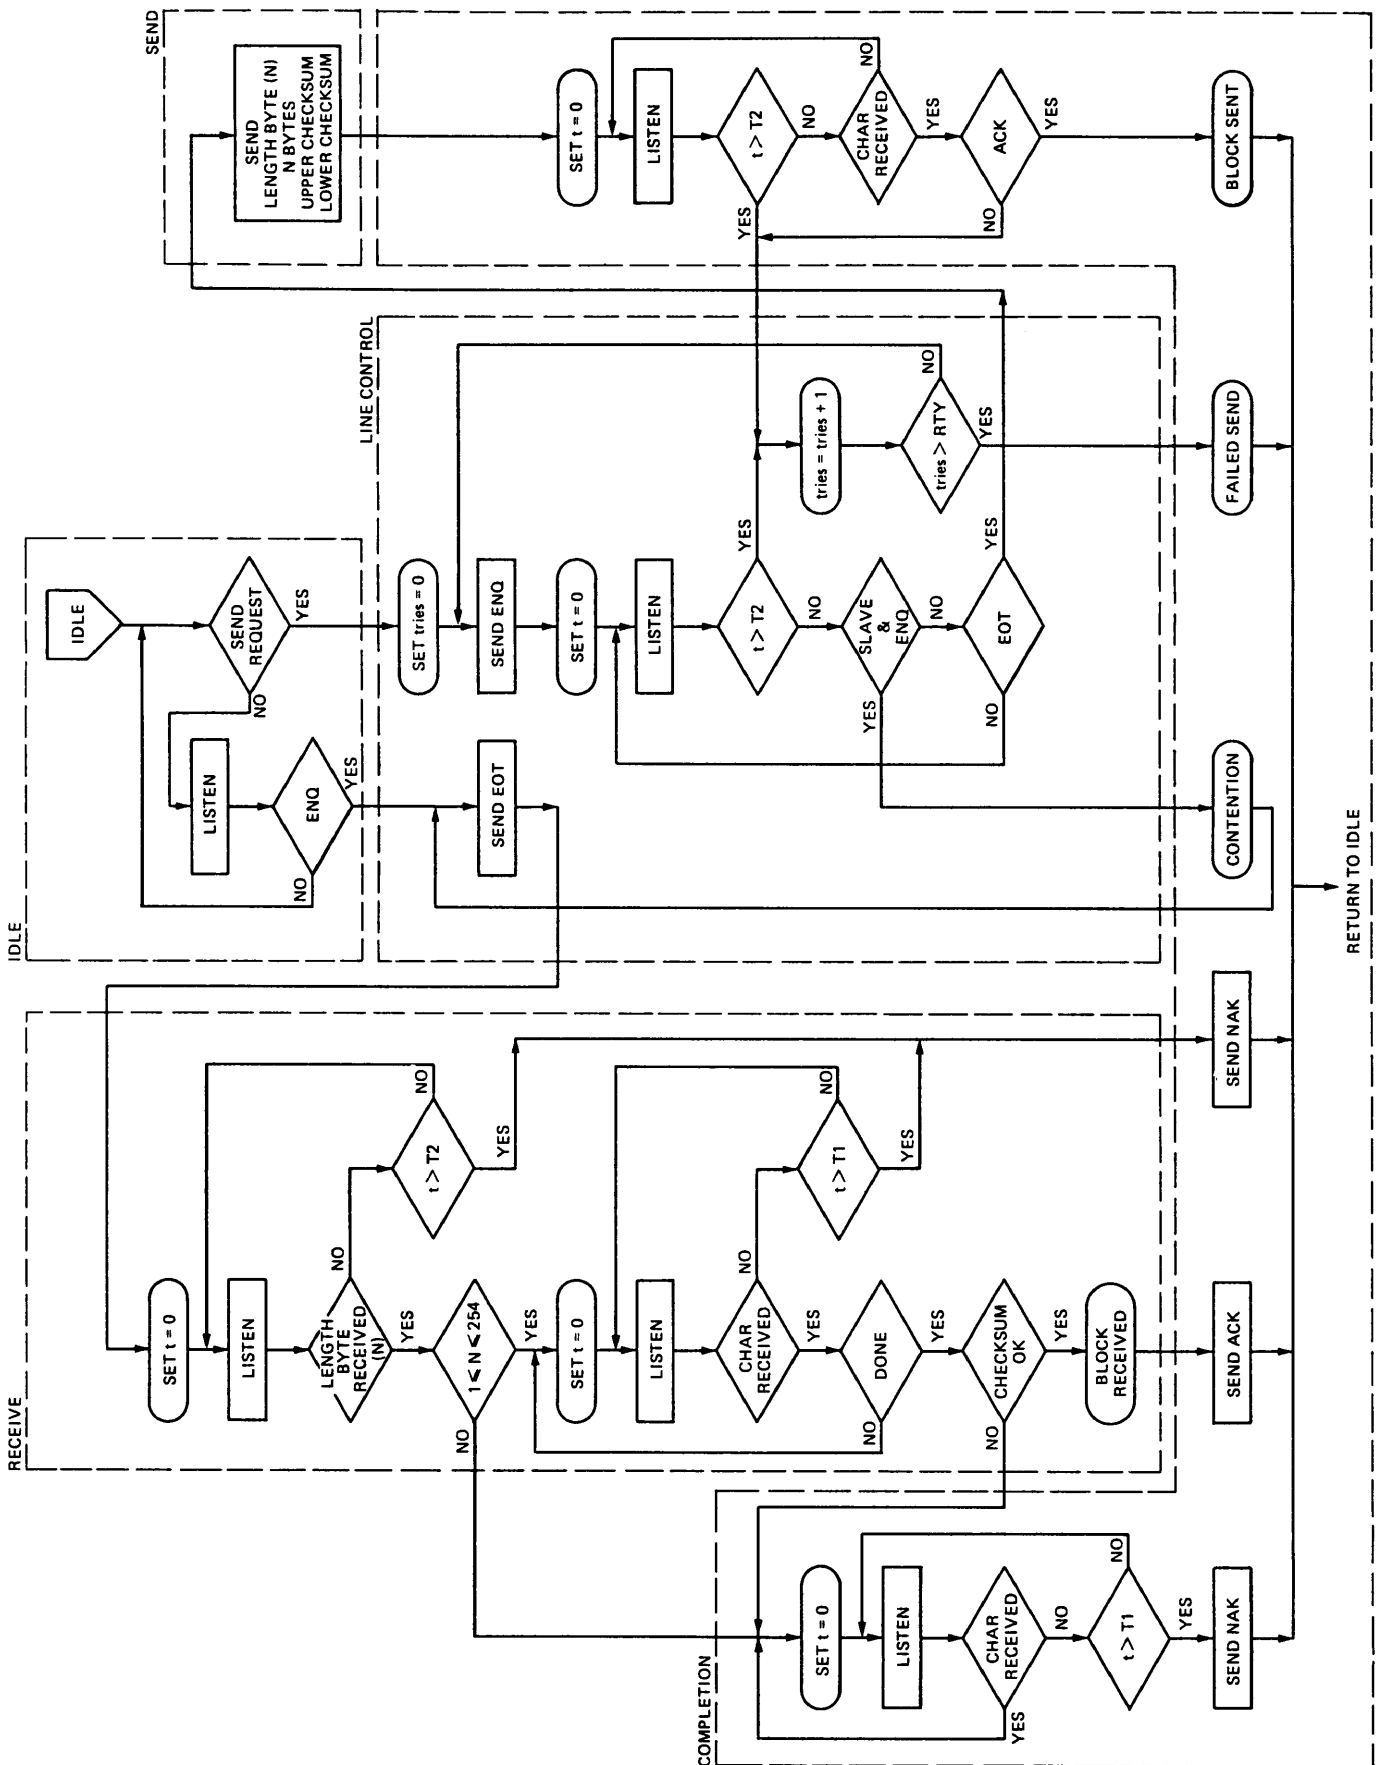 IDLE
IDLE
SEND
REQUEST
NO
YES
LISTEN
ENQ
NO
YES
LINE CONTROL
SET tries = 0
SEND ENQ
SET t = 0
LISTEN
t > T2
YES
NO
SLAVE
&
ENQ
YES
NO
EOT
NO
YES
tries = tries + 1
tries > RTY
NO
YES
SEND EOT
SEND
SEND
LENGTH BYTE (N)
N BYTES
UPPER CHECKSUM
LOWER CHECKSUM
SET t = 0
LISTEN
t > T2
YES
NO
CHAR
RECEIVED
NO
YES
ACK
NO
YES
RECEIVE
SET t = 0
LISTEN
LENGTH
BYTE
RECEIVED
(N)
NO
YES
t > T2
NO
YES
1 ⩽ N ⩽ 254
NO
YES
SET t = 0
LISTEN
CHAR
RECEIVED
NO
YES
t > T1
NO
YES
DONE
NO
YES
CHECKSUM
OK
NO
YES
BLOCK
RECEIVED
COMPLETION
SET t = 0
LISTEN
CHAR
RECEIVED
YES
NO
t > T1
NO
YES
SEND NAK
SEND ACK
SEND NAK
CONTENTION
FAILED SEND
BLOCK SENT
RETURN TO IDLE